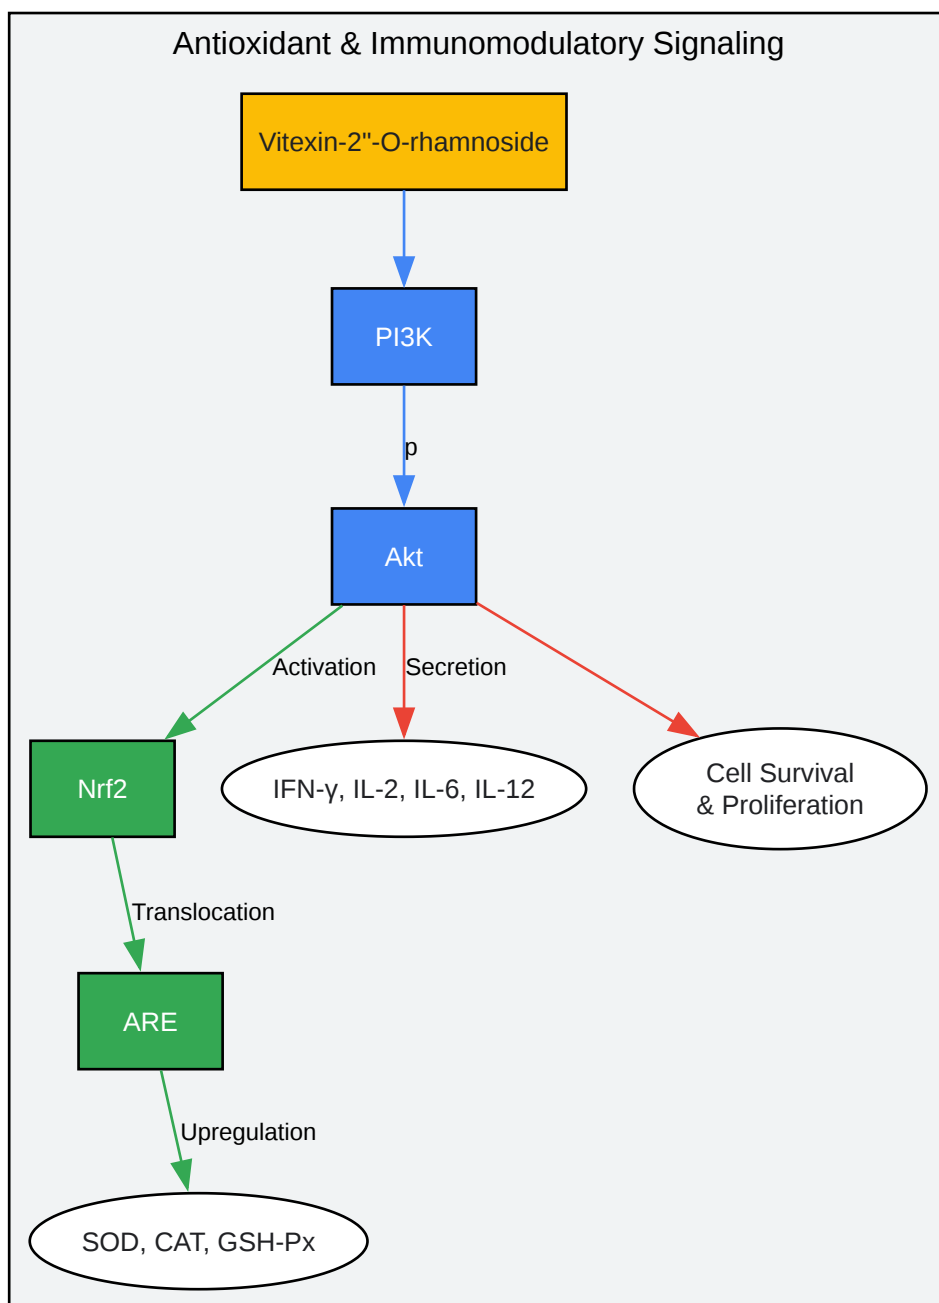 Antioxidant & Immunomodulatory Signaling
Vitexin-2"-O-rhamnoside
PI3K
p
Akt
Activation
Secretion
Nrf2
IFN-γ, IL-2, IL-6, IL-12
Cell Survival
& Proliferation
Translocation
ARE
Upregulation
SOD, CAT, GSH-Px